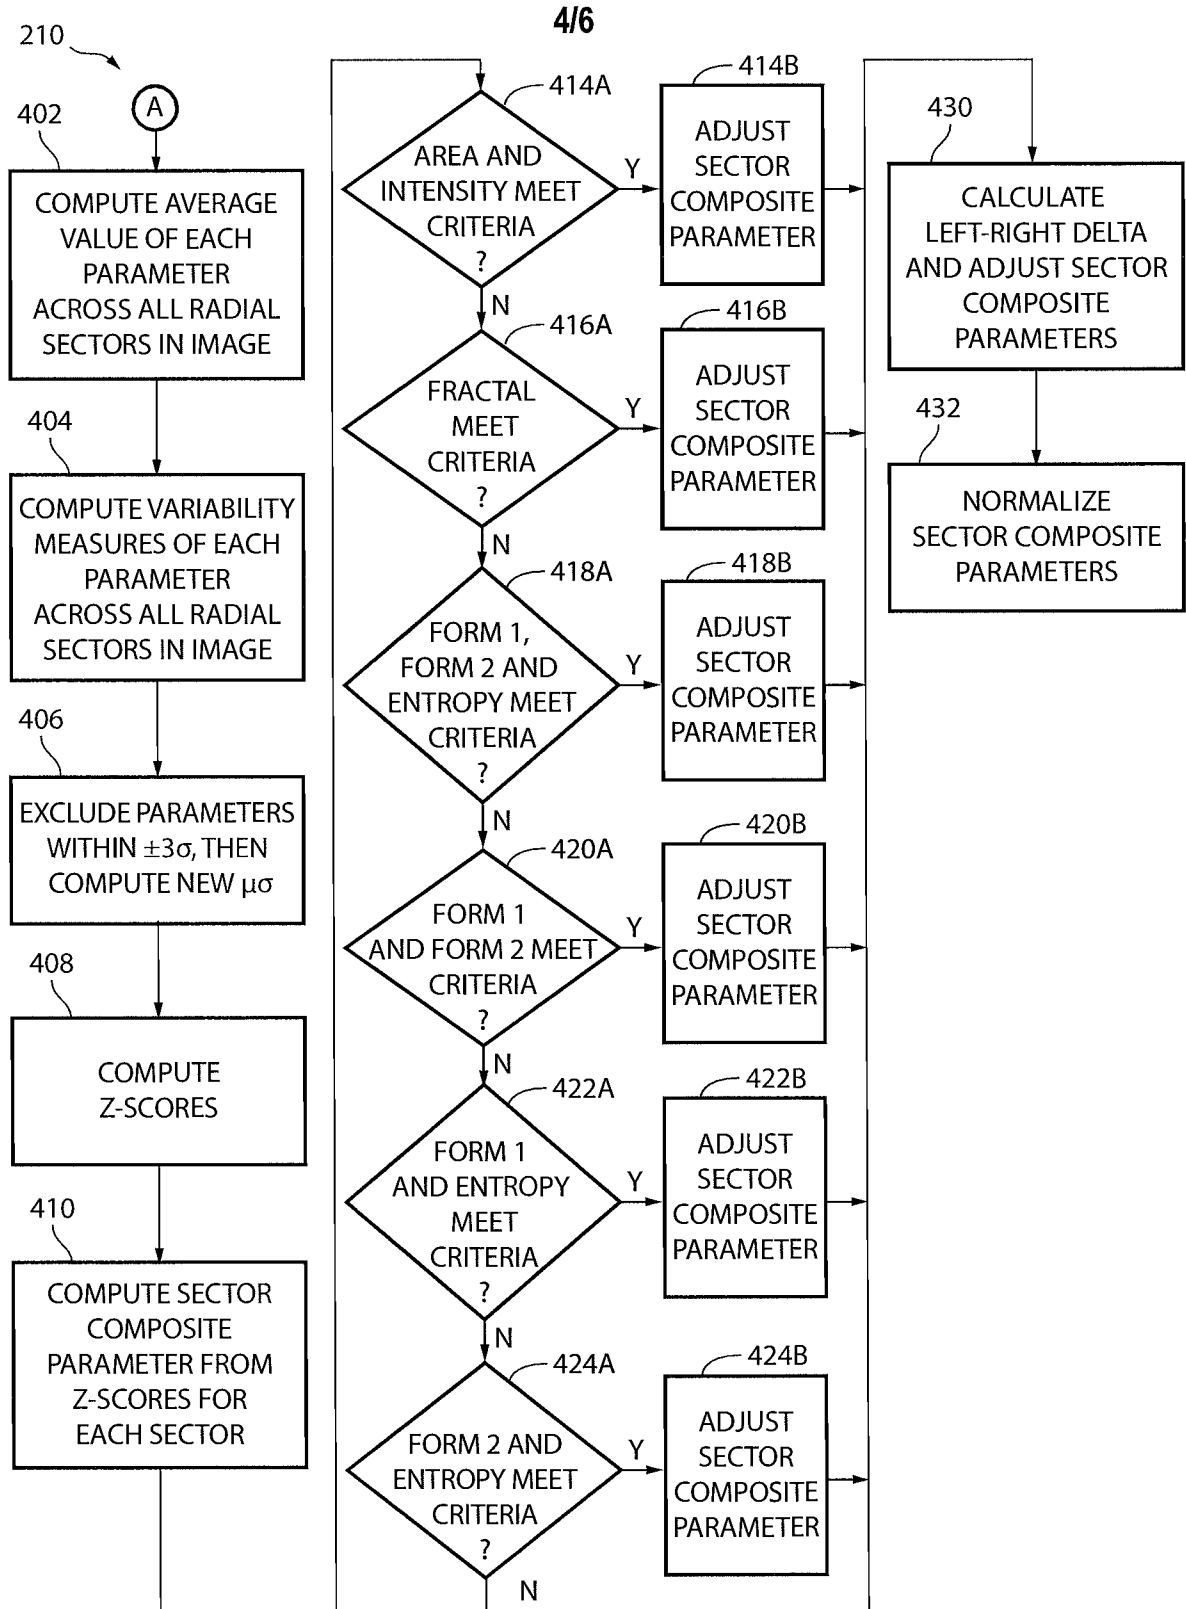 4/6
210
A
402
COMPUTE AVERAGE
VALUE OF EACH
PARAMETER
ACROSS ALL RADIAL
SECTORS IN IMAGE
404
COMPUTE VARIABILITY
MEASURES OF EACH
PARAMETER
ACROSS ALL RADIAL
SECTORS IN IMAGE
406
EXCLUDE PARAMETERS
WITHIN ±3σ, THEN
COMPUTE NEW μσ
408
COMPUTE
Z-SCORES
410
COMPUTE SECTOR
COMPOSITE
PARAMETER FROM
Z-SCORES FOR
EACH SECTOR
414A
AREA AND
INTENSITY MEET
CRITERIA
?
Y
N
414B
ADJUST
SECTOR
COMPOSITE
PARAMETER
416A
FRACTAL
MEET
CRITERIA
?
Y
N
416B
ADJUST
SECTOR
COMPOSITE
PARAMETER
418A
FORM 1,
FORM 2 AND
ENTROPY MEET
CRITERIA
?
Y
N
418B
ADJUST
SECTOR
COMPOSITE
PARAMETER
420A
FORM 1
AND FORM 2 MEET
CRITERIA
?
Y
N
420B
ADJUST
SECTOR
COMPOSITE
PARAMETER
422A
FORM 1
AND ENTROPY
MEET
CRITERIA
?
Y
N
422B
ADJUST
SECTOR
COMPOSITE
PARAMETER
424A
FORM 2 AND
ENTROPY MEET
CRITERIA
?
Y
N
424B
ADJUST
SECTOR
COMPOSITE
PARAMETER
430
CALCULATE
LEFT-RIGHT DELTA
AND ADJUST SECTOR
COMPOSITE
PARAMETERS
432
NORMALIZE
SECTOR COMPOSITE
PARAMETERS